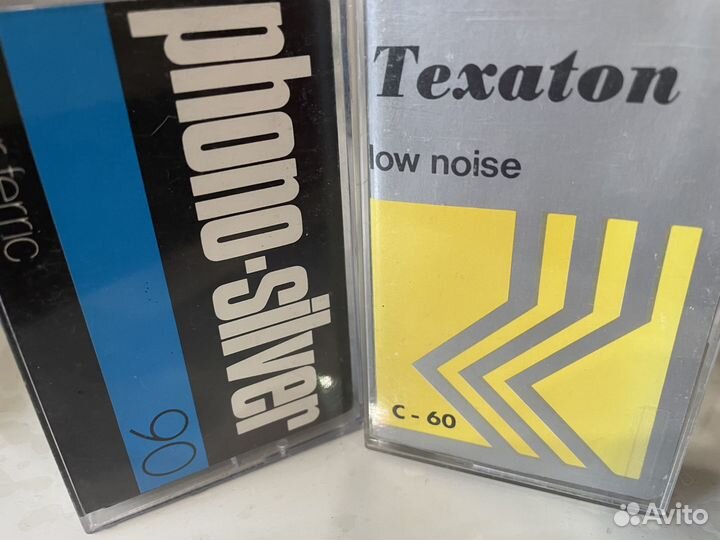 phono-silver
ferric
90
Texaton
low noise
C-60
Avito